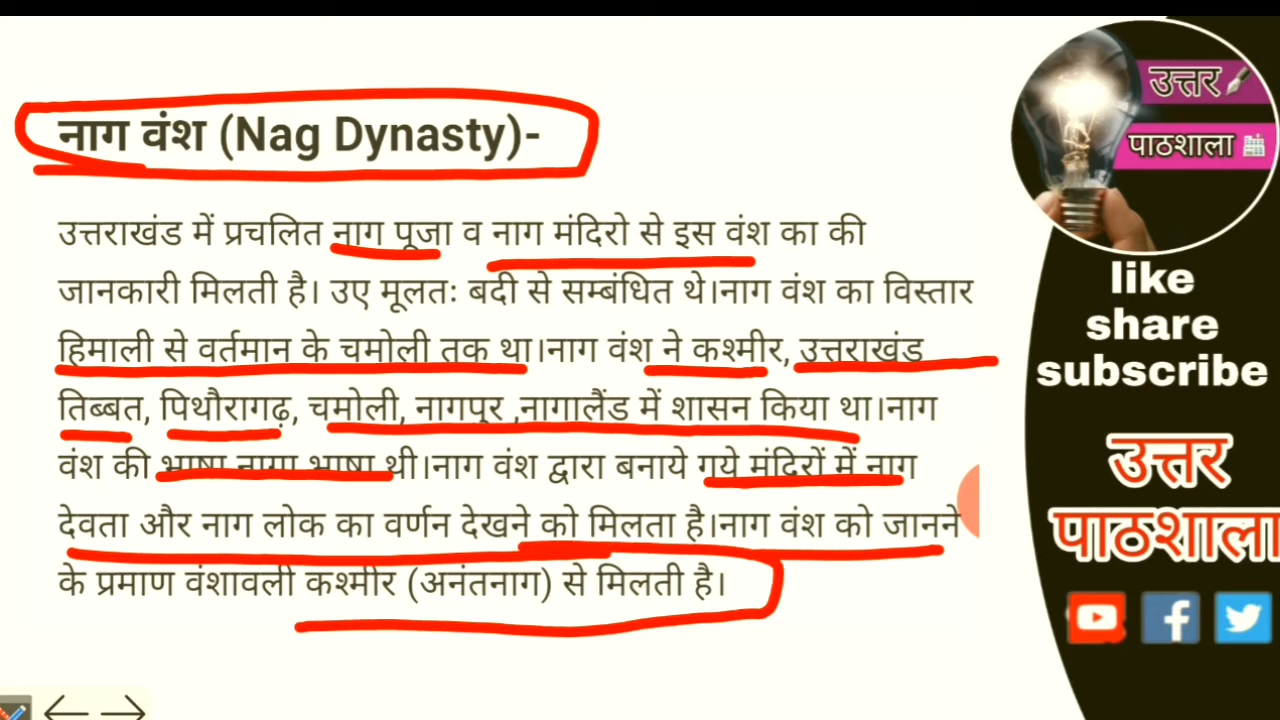 नाग वंश (Nag Dynasty)-
उत्तराखंड में प्रचलित नाग पूजा व नाग मंदिरो से इस वंश का की
जानकारी मिलती है। उए मूलतः बदी से सम्बंधित थे।नाग वंश का विस्तार
हिमाली से वर्तमान के चमोली तक था।नाग वंश ने कश्मीर, उत्तराखंड
तिब्बत, पिथौरागढ़, चमोली, नागपुर ,नागालैंड में शासन किया था।नाग
वंश की भाषा नागा भाषा थी।नाग वंश द्वारा बनाये गये मंदिरों में नाग
देवता और नाग लोक का वर्णन देखने को मिलता है।नाग वंश को जानने
के प्रमाण वंशावली कश्मीर (अनंतनाग) से मिलती है।
उत्तर
पाठशाला
like
share
subscribe
उत्तर
पाठशाला